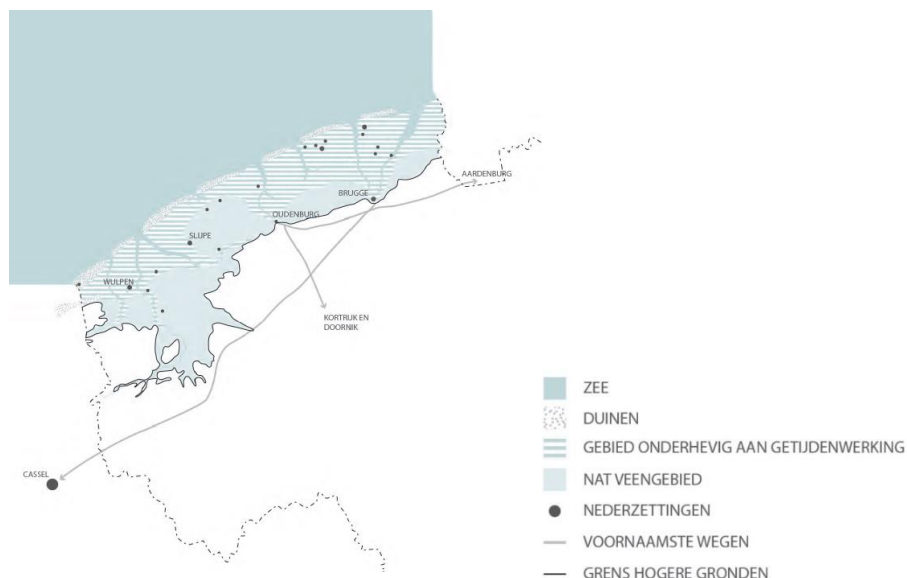 AARDENBURG
BRUGGE
OUDENBURG
SLIJPE
WULPEN
KORTRIJK EN
DOORNIK
CASSEL
ZEE
DUINEN
GEBIED ONDERHEVIG AAN GETIJDENWERKING
NAT VEENGEBIED
NEDERZETTINGEN
VOORNAAMSTE WEGEN
GRENS HOGERE GRONDEN